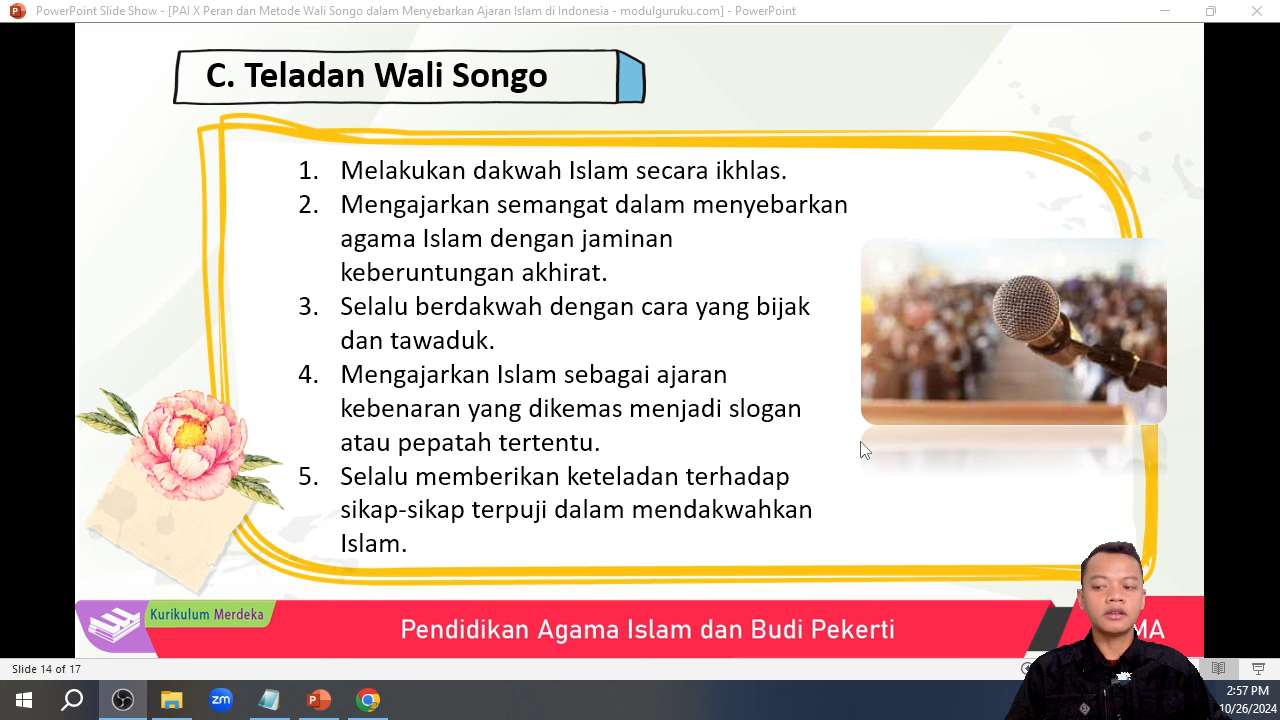 PowerPoint Slide Show - [PAI X Peran dan Metode Wali Songo dalam Menyebarkan Ajaran Islam di Indonesia - modulguruku.com] - PowerPoint
C. Teladan Wali Songo
1. Melakukan dakwah Islam secara ikhlas.
2. Mengajarkan semangat dalam menyebarkan
agama Islam dengan jaminan
keberuntungan akhirat.
3. Selalu berdakwah dengan cara yang bijak
dan tawaduk.
4. Mengajarkan Islam sebagai ajaran
kebenaran yang dikemas menjadi slogan
atau pepatah tertentu.
5. Selalu memberikan keteladan terhadap
sikap-sikap terpuji dalam mendakwahkan
Islam.
Kurikulum Merdeka
Pendidikan Agama Islam dan Budi Pekerti
MA
Slide 14 of 17
zm
2:57 PM
10/26/2024